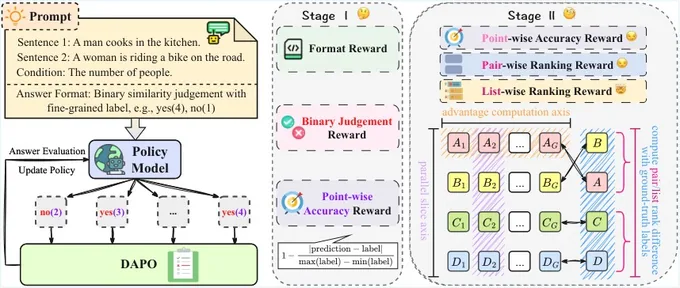 Prompt
Sentence 1: A man cooks in the kitchen.
Sentence 2: A woman is riding a bike on the road.
Condition: The number of people.
Answer Format: Binary similarity judgement with
fine-grained label, e.g., yes(4), no(1)
Answer Evaluation
Update Policy
Policy
Model
no(2)
yes(3)
...
yes(4)
DAPO
Stage I
Format Reward
Binary Judgement
Reward
Point-wise
Accuracy Reward
1 − |prediction − label| / max(label) − min(label)
Stage II
Point-wise Accuracy Reward
Pair-wise Ranking Reward
List-wise Ranking Reward
advantage computation axis
parallel slice axis
A1 A2 ... AG B
B1 B2 ... BG A
C1 C2 ... CG C
D1 D2 ... DG D
compute pair/list rank difference
with ground-truth labels